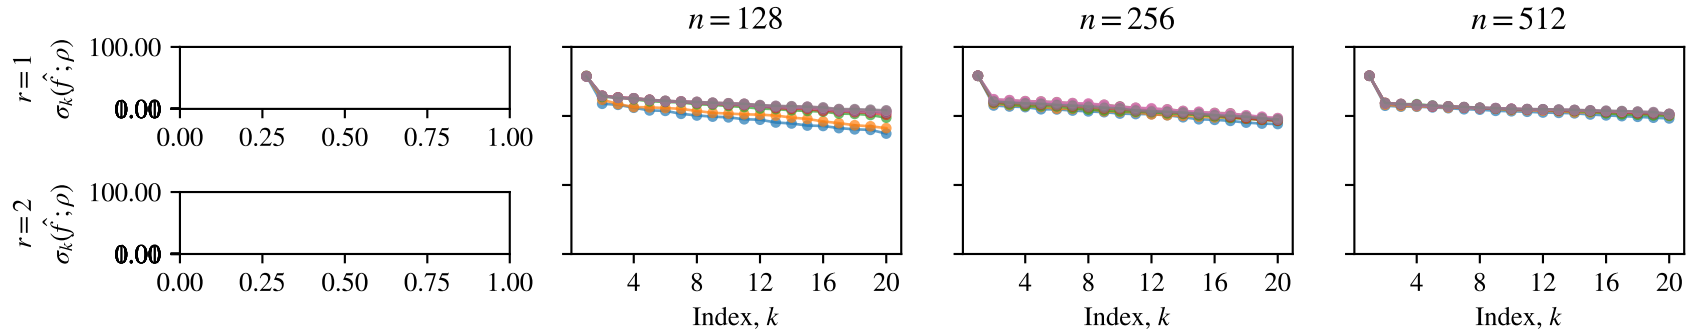 n = 128
n = 256
n = 512
r = 1
σₖ(f̂; ρ)
100.00
0.00
0.00 0.25 0.50 0.75 1.00
r = 2
σₖ(f̂; ρ)
100.00
0.00
0.00 0.25 0.50 0.75 1.00
4 8 12 16 20
Index, k
4 8 12 16 20
Index, k
4 8 12 16 20
Index, k